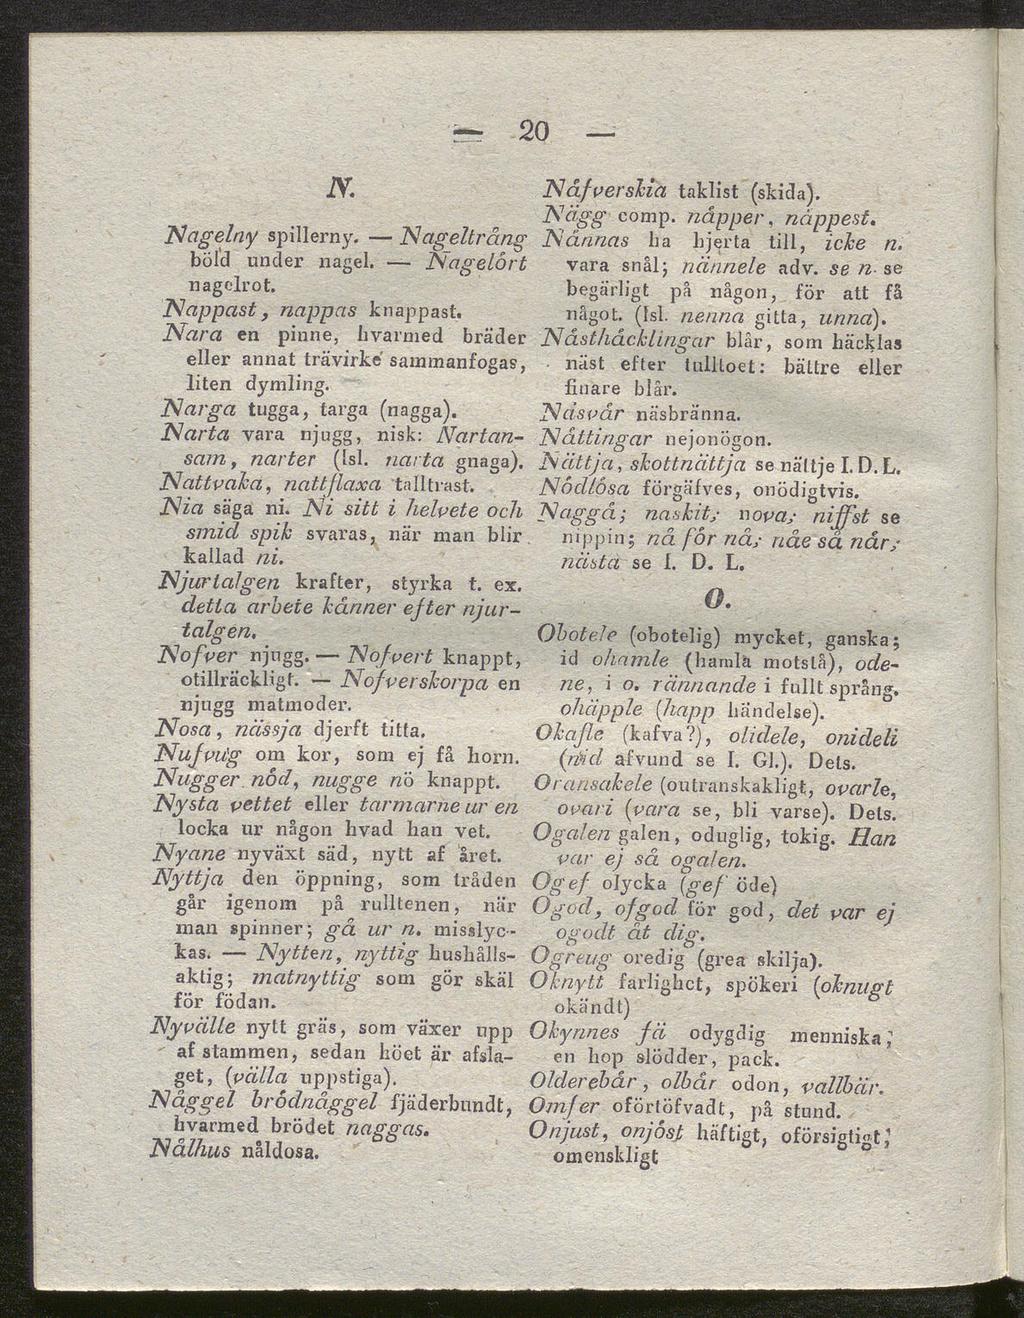 — 20 —
N.
Nagelny spillerny. — Nageltrång
böld under nagel. — Nagelört
nagelrot.
Nappast, nappas knappast.
Nara en pinne, hvarmed bräder
eller annat trävirke sammanfogas,
liten dymling.
Narga tugga, targa (nagga).
Narta vara njugg, nisk: Nartan-
sam, narter (Isl. narta gnaga).
Nattvaka, nattflaxa talltrast.
Nia säga ni. Ni sitt i helvete och
smid spik svaras, när man blir
kallad ni.
Njurtalgen krafter, styrka t. ex.
detta arbete känner efter njur-
talgen.
Nofver njugg. — Nofvert knappt,
otillräckligt. — Nofverskorpa en
njugg matmoder.
Nosa, nässja djerft titta.
Nufvug om kor, som ej få horn.
Nugger nöd, nugge nö knappt.
Nysta vettet eller tarmarne ur en
locka ur någon hvad han vet.
Nyane nyväxt säd, nytt af året.
Nyttja den öppning, som tråden
går igenom på rulltenen, när
man spinner; gå ur n. misslyc-
kas. — Nytten, nyttig hushålls-
aktig; matnyttig som gör skäl
för födan.
Nyvälle nytt gräs, som växer upp
af stammen, sedan höet är afsla-
get, (välla uppstiga).
Någgel brödnåggel fjäderbundt,
hvarmed brödet naggas.
Nålhus nåldosa.
Näfverskia taklist (skida).
Nägg comp. näpper, näppest.
Nännas ha hjerta till, icke n.
vara snål; nännele adv. se n. se
begärligt på någon, för att få
något. (Isl. nenna gitta, unna).
Nästhäcklingar blår, som häcklas
näst efter tulltoet: bättre eller
finare blår.
Näsvär näsbränna.
Nättingar nejonögon.
Nättja, skottnättja se nältje I. D. L.
Nödlösa förgäfves, onödigtvis.
Naggå; naskit; nova; niffst se
nippin; nå för nå; nåe så når;
nästa se I. D. L.
O.
Obotele (obotelig) mycket, ganska;
id ohamle (hamla motstå), ode-
ne, i o. rännande i fullt språng.
ohäpple (happ händelse).
Okafle (kafva?), olidele, onideli
(nid afvund se I. Gl.). Dels.
Oransakele (outranskakligt, ovarle,
ovari (vara se, bli varse). Dels.
Ogalen galen, oduglig, tokig. Han
var ej så ogalen.
Ogef olycka (gef öde)
Ogod, ofgod för god, det var ej
ogodt åt dig.
Ogreug oredig (grea skilja).
Oknytt farlighet, spökeri (oknugt
okändt)
Okynnes fä odygdig menniska;
en hop slödder, pack.
Olderebär, olbär odon, vallbär.
Omfer oförtöfvadt, på stund.
Onjust, onjöst häftigt, oförsigtigt;
omenskligt